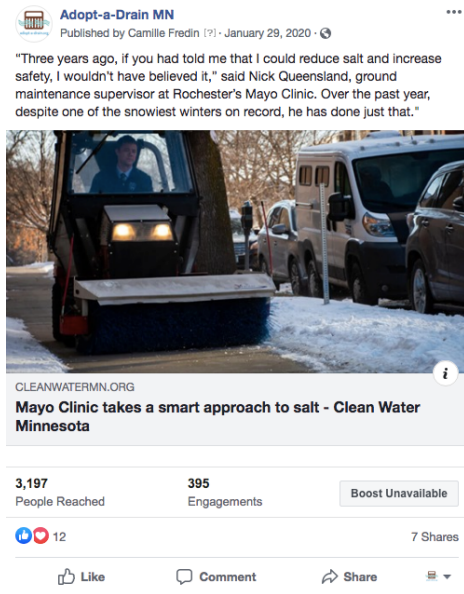 Adopt-a-Drain MN
Published by Camille Fredin [?] · January 29, 2020 ·
"Three years ago, if you had told me that I could reduce salt and increase
safety, I wouldn't have believed it," said Nick Queensland, ground
maintenance supervisor at Rochester's Mayo Clinic. Over the past year,
despite one of the snowiest winters on record, he has done just that."
i
CLEANWATERMN.ORG
Mayo Clinic takes a smart approach to salt - Clean Water
Minnesota
3,197 395
People Reached Engagements
Boost Unavailable
12 7 Shares
Like Comment Share